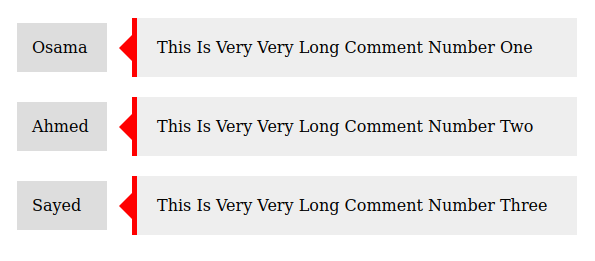 Osama This Is Very Very Long Comment Number One
Ahmed This Is Very Very Long Comment Number Two
Sayed This Is Very Very Long Comment Number Three